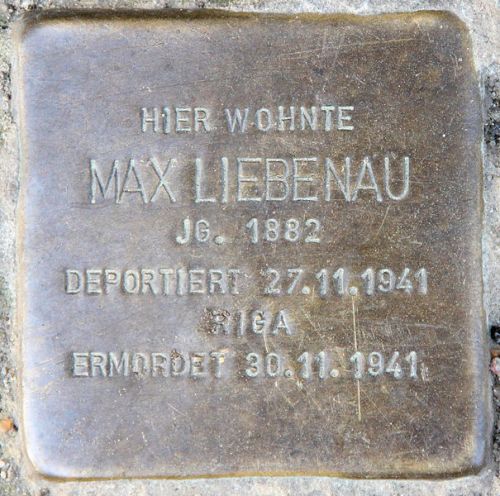 HIER WOHNTE
MAX LIEBENAU
JG. 1882
DEPORTIERT 27.11.1941
RIGA
ERMORDET 30.11.1941